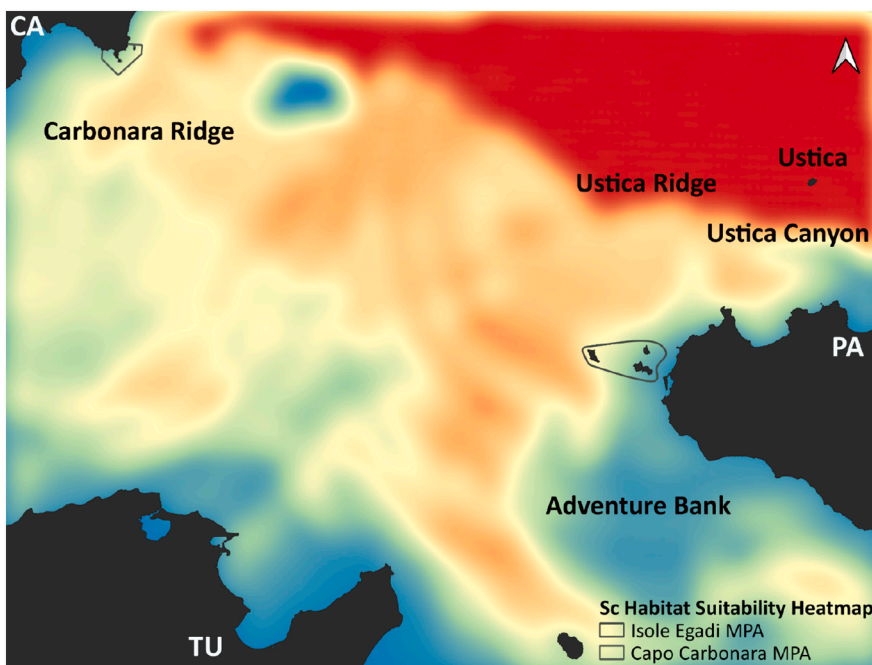 CA
Carbonara Ridge
Ustica
Ustica Ridge
Ustica Canyon
PA
Adventure Bank
TU
Sc Habitat Suitability Heatmap
Isole Egadi MPA
Capo Carbonara MPA